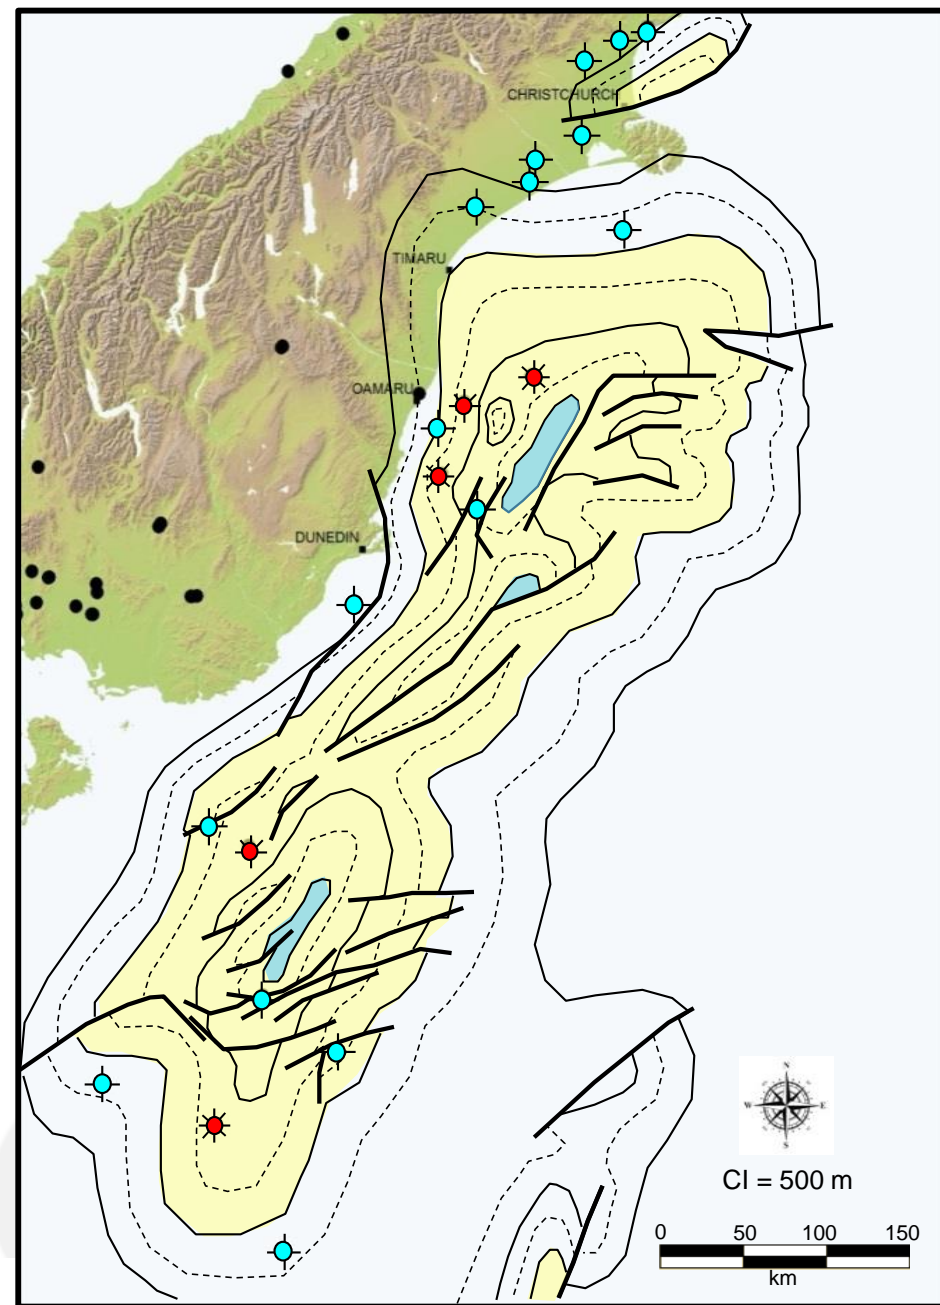 CHRISTCHURCH
TIMARU
OAMARU
DUNEDIN
N
W E
S
CI = 500 m
0 50 100 150
km